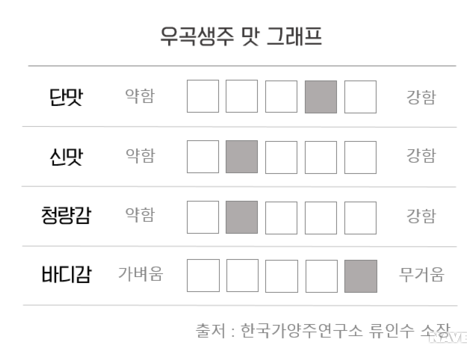 우곡생주 맛 그래프
단맛 약함 강함
신맛 약함 강함
청량감 약함 강함
바디감 가벼움 무거움
출처 : 한국가양주연구소 류인수 소장